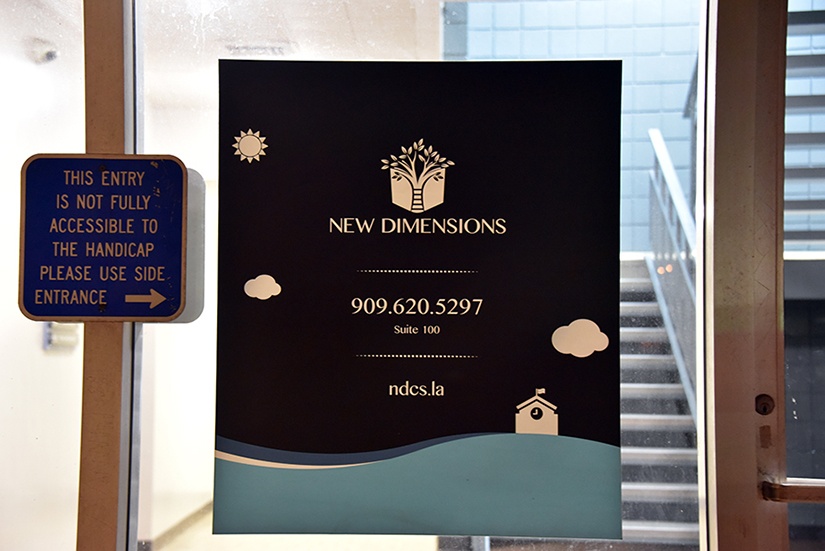 THIS ENTRY
IS NOT FULLY
ACCESSIBLE TO
THE HANDICAP
PLEASE USE SIDE
ENTRANCE
NEW DIMENSIONS
909.620.5297
Suite 100
ndcs.la